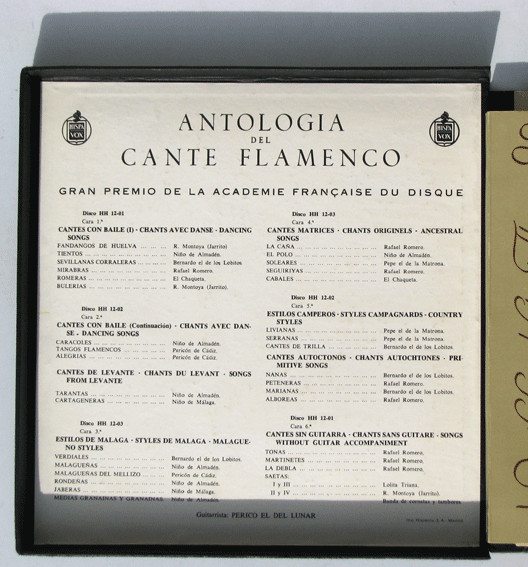 HISPA VOX
ANTOLOGIA
DEL
CANTE FLAMENCO
HISPA VOX
GRAN PREMIO DE LA ACADEMIE FRANÇAISE DU DISQUE
Disco HH 12-01
Cara 1.ª
CANTES CON BAILE (I) · CHANTS AVEC DANSE · DANCING
SONGS
FANDANGOS DE HUELVA ... ... ... R. Montoya (Jarrito)
TIENTOS ... ... ... Niño de Almadén.
SEVILLANAS CORRALERAS ... ... Bernardo el de los Lobitos
MIRABRAS ... ... ... Rafael Romero.
ROMERAS ... ... ... El Chaqueta.
BULERIAS ... ... ... R. Montoya (Jarrito).
Disco HH 12-02
Cara 2.ª
CANTES CON BAILE (Continuación) · CHANTS AVEC DAN-
SE - DANCING SONGS
CARACOLES ... ... ... Niño de Almadén.
TANGOS FLAMENCOS ... ... ... Pericón de Cádiz.
ALEGRIAS ... ... ... Pericón de Cádiz.
CANTES DE LEVANTE · CHANTS DU LEVANT · SONGS
FROM LEVANTE
TARANTAS ... ... ... Niño de Almadén.
CARTAGENERAS ... ... ... Niño de Málaga.
Disco HH 12-03
Cara 3.ª
ESTILOS DE MALAGA · STYLES DE MALAGA · MALAGUE-
NO STYLES
VERDIALES ... ... ... Bernardo el de los Lobitos.
MALAGUEÑAS ... ... ... Niño de Almadén.
MALAGUEÑAS DEL MELLIZO ... ... Pericón de Cádiz.
RONDEÑAS ... ... ... Niño de Almadén.
JABERAS ... ... ... Niño de Málaga.
MEDIAS GRANAINAS Y GRANAINAS. Niño de Almadén.
Disco HH 12-03
Cara 4.ª
CANTES MATRICES · CHANTS ORIGINELS · ANCESTRAL
SONGS
LA CAÑA ... ... ... Rafael Romero.
EL POLO ... ... ... Niño de Almadén.
SOLEARES ... ... ... Pepe el de la Matrona.
SEGUIRIYAS ... ... ... Rafael Romero.
CABALES ... ... ... El Chaqueta.
Disco HH 12-02
Cara 5.ª
ESTILOS CAMPEROS · STYLES CAMPAGNARDS · COUNTRY
STYLES
LIVIANAS ... ... ... Pepe el de la Matrona.
SERRANAS ... ... ... Pepe el de la Matrona.
CANTES DE TRILLA ... ... ... Bernardo el de los Lobitos.
CANTES AUTOCTONOS · CHANTS AUTOCHTONES · PRI-
MITIVE SONGS
NANAS ... ... ... Bernardo el de los Lobitos.
PETENERAS ... ... ... Rafael Romero.
MARIANAS ... ... ... Bernardo el de los Lobitos.
ALBOREAS ... ... ... Rafael Romero.
Disco HH 12-01
Cara 6.ª
CANTES SIN GUITARRA · CHANTS SANS GUITARE · SONGS
WITHOUT GUITAR ACCOMPANIMENT
TONAS ... ... ... Rafael Romero.
MARTINETES ... ... ... Rafael Romero.
LA DEBLA ... ... ... Rafael Romero.
SAETAS:
I y III ... ... ... Lolita Triana.
II y IV ... ... ... R. Montoya (Jarrito).
Banda de cornetas y tambores.
Guitarrista: PERICO EL DEL LUNAR